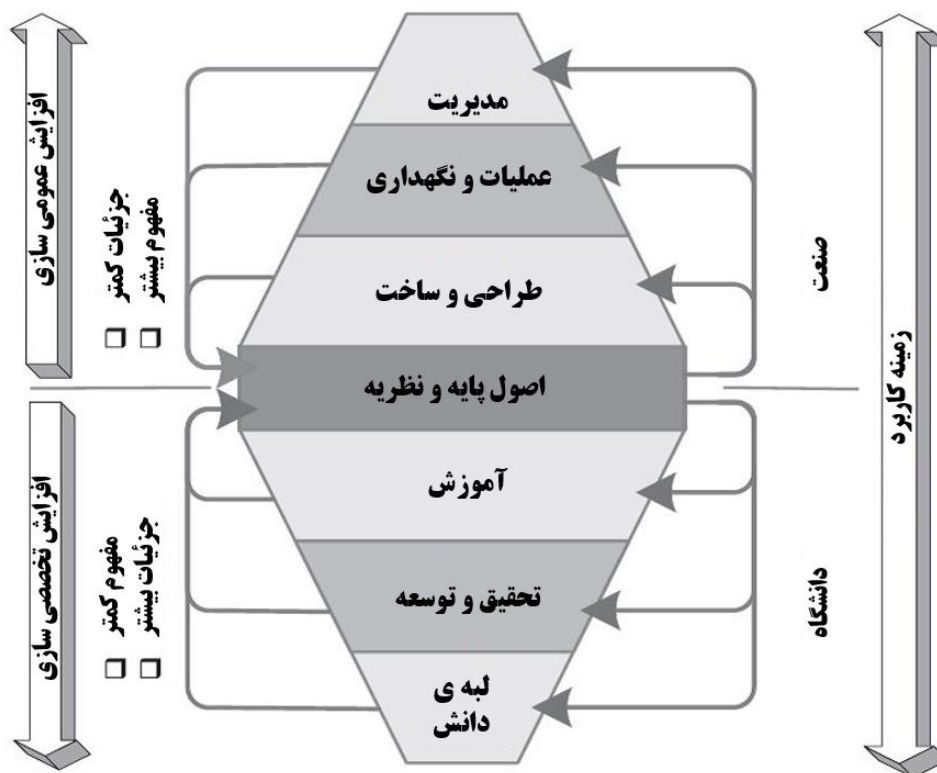 مدیریت
عملیات و نگهداری
طراحی و ساخت
اصول پایه و نظریه
آموزش
تحقیق و توسعه
لبه ی
دانش
صنعت
دانشگاه
زمینه کاربرد
افزایش عمومی سازی
جزئیات کمتر
مفهوم بیشتر
افزایش تخصصی سازی
مفهوم کمتر
جزئیات بیشتر